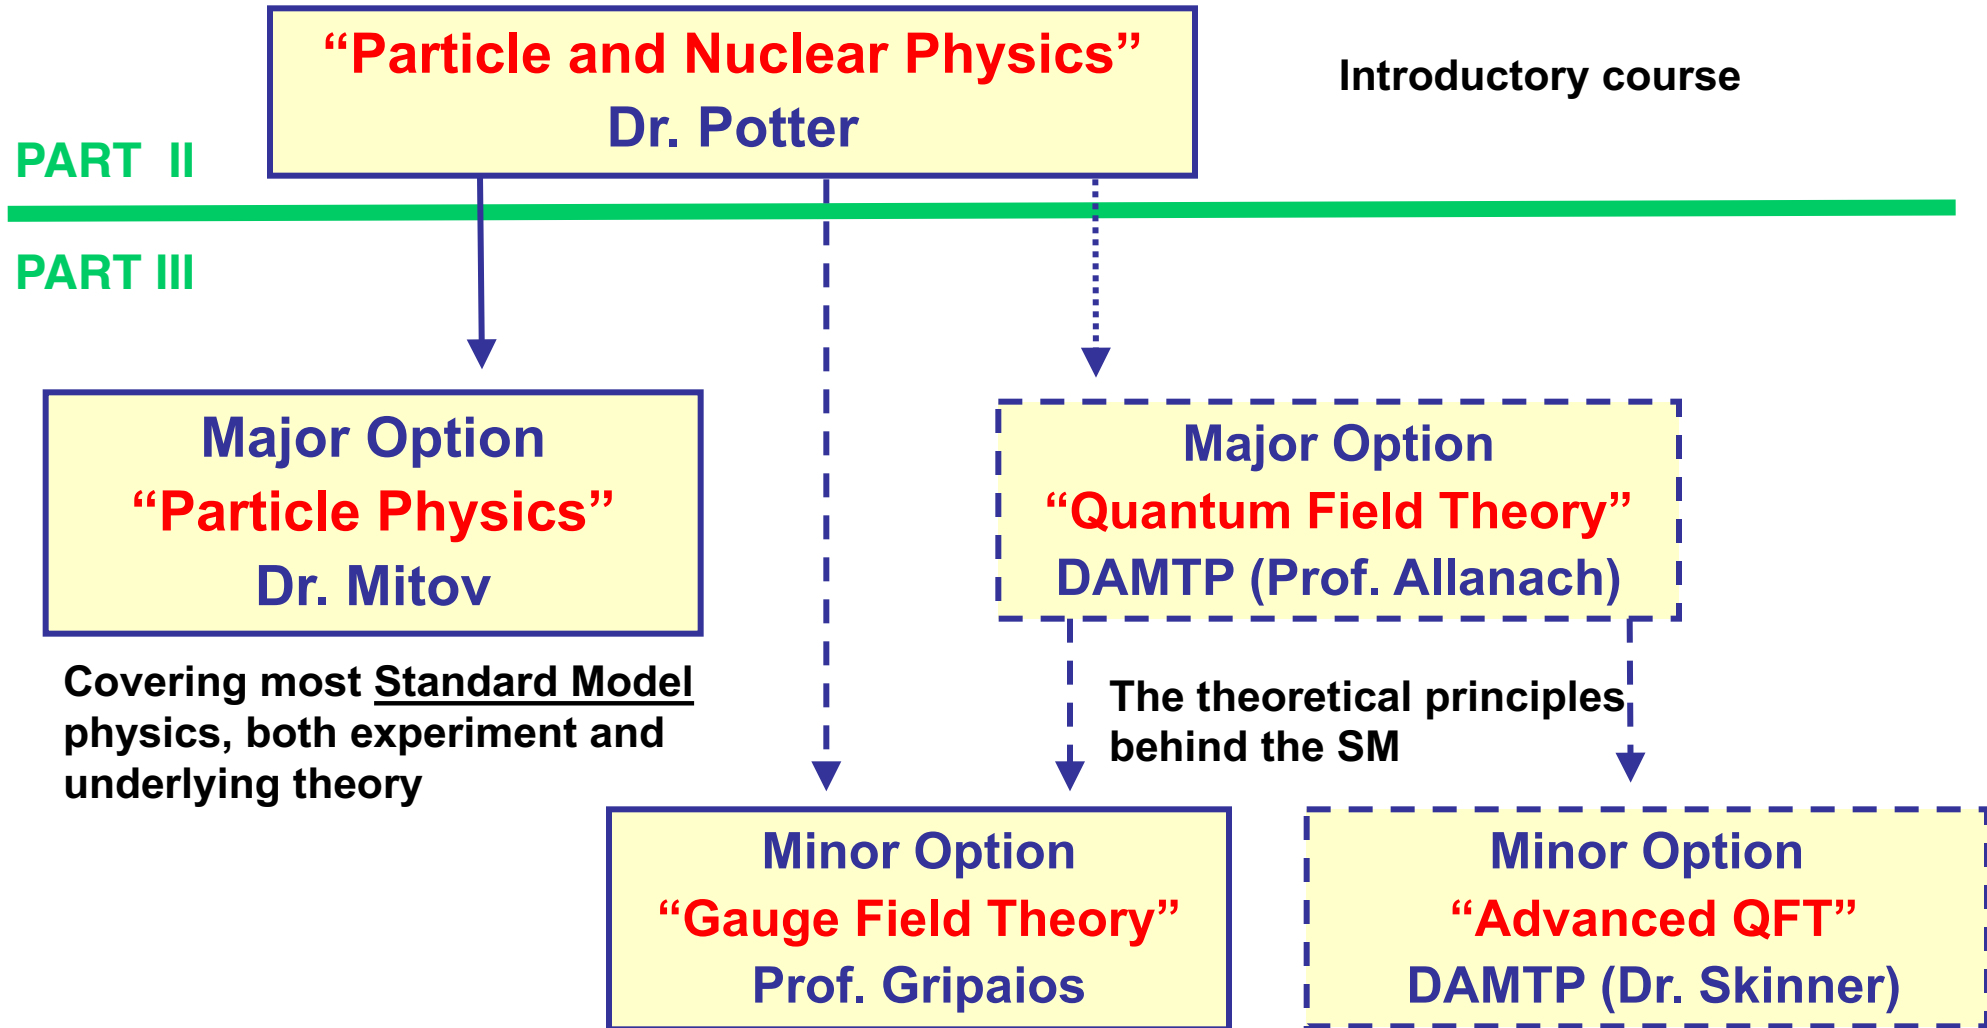 “Particle and Nuclear Physics”
Dr. Potter
Introductory course
PART II
PART III
Major Option
“Particle Physics”
Dr. Mitov
Major Option
“Quantum Field Theory”
DAMTP (Prof. Allanach)
Covering most Standard Model
physics, both experiment and
underlying theory
The theoretical principles
behind the SM
Minor Option
“Gauge Field Theory”
Prof. Gripaios
Minor Option
“Advanced QFT”
DAMTP (Dr. Skinner)